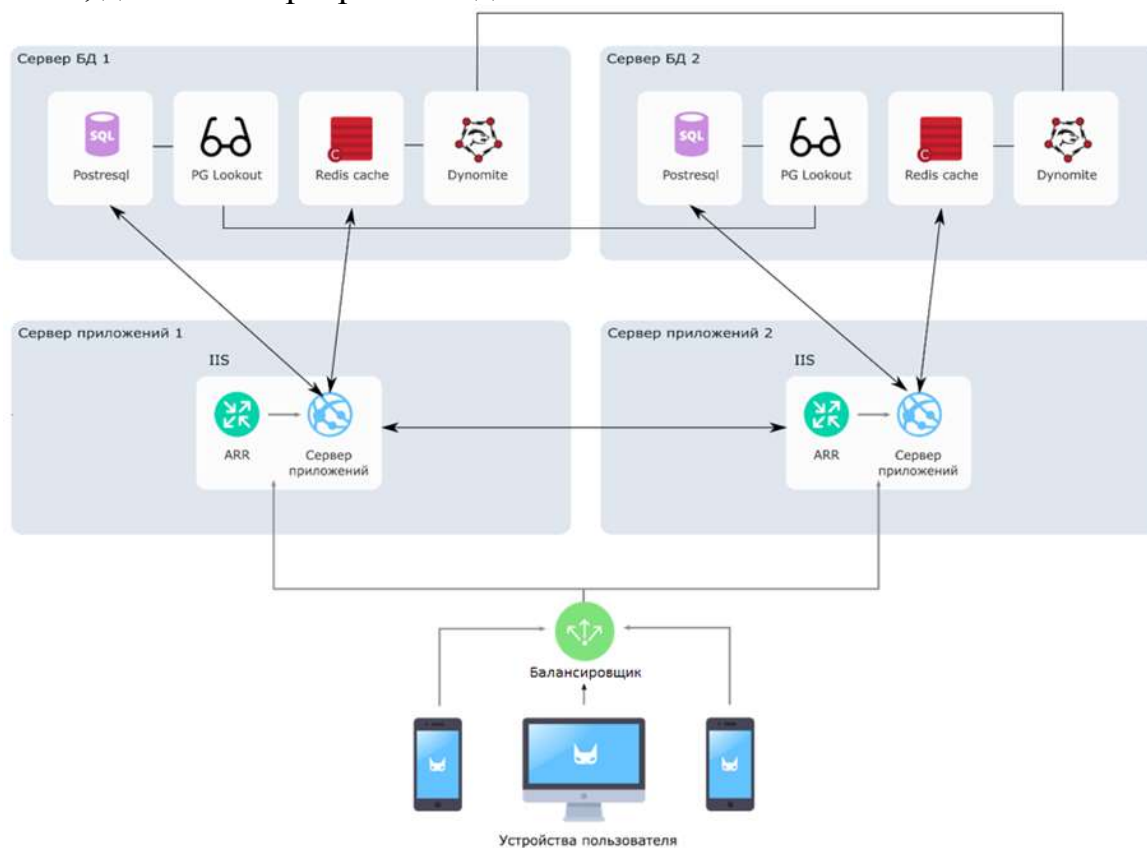 Сервер БД 1
Сервер БД 2
SQL
Postresql
PG Lookout
C
Redis cache
Dynomite
SQL
Postresql
PG Lookout
C
Redis cache
Dynomite
Сервер приложений 1
Сервер приложений 2
IIS
ARR
Сервер
приложений
IIS
ARR
Сервер
приложений
Балансировщик
Устройства пользователя